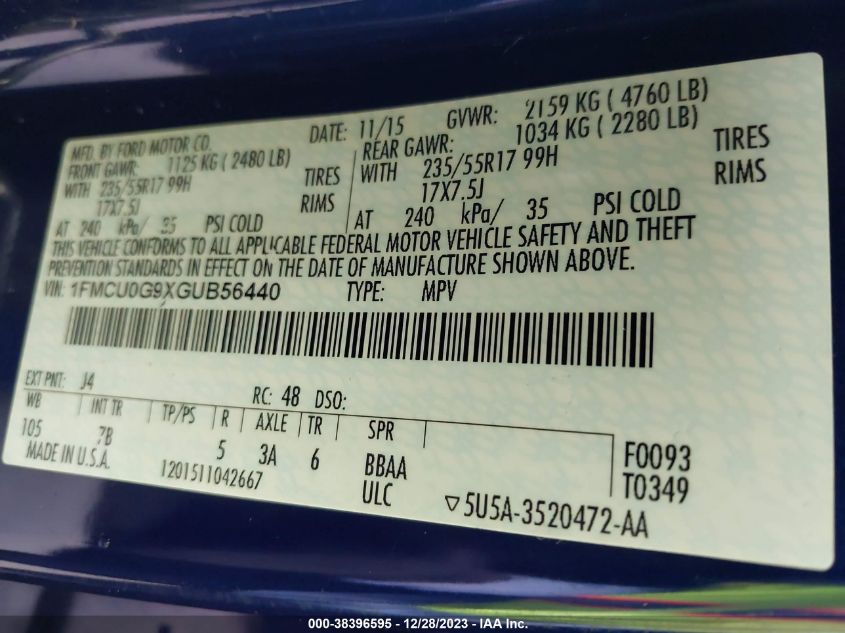 MFD. BY FORD MOTOR CO. DATE: 11/15 GVWR: 2159 KG ( 4760 LB)
FRONT GAWR: 1125 KG ( 2480 LB) REAR GAWR: 1034 KG ( 2280 LB)
WITH 235/55R17 99H TIRES WITH 235/55R17 99H TIRES
17X7.5J RIMS 17X7.5J RIMS
AT 240 kPa/ 35 PSI COLD AT 240 kPa/ 35 PSI COLD
THIS VEHICLE CONFORMS TO ALL APPLICABLE FEDERAL MOTOR VEHICLE SAFETY AND THEFT
PREVENTION STANDARDS IN EFFECT ON THE DATE OF MANUFACTURE SHOWN ABOVE.
VIN: 1FMCU0G9XGUB56440 TYPE: MPV
EXT PNT: J4 RC: 48 DSO:
WB INT TR TP/PS R AXLE TR SPR
105 7B 5 3A 6 BBAA F0093
MADE IN U.S.A. 1201511042667 ULC T0349
▽5U5A-3520472-AA
000-38396595 - 12/28/2023 - IAA Inc.